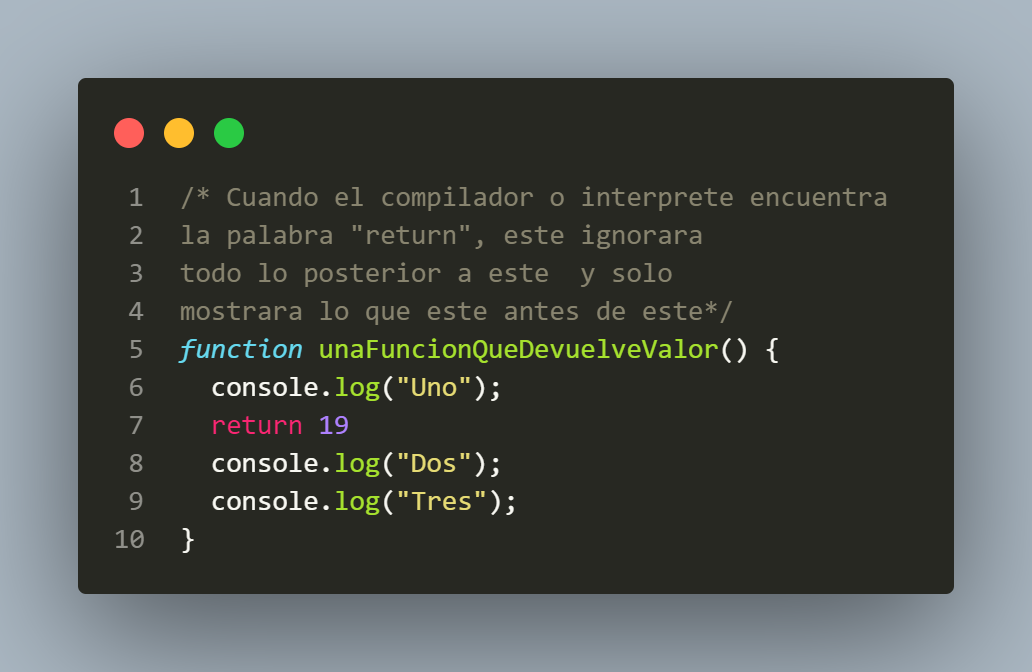 1 /* Cuando el compilador o interprete encuentra
2 la palabra "return", este ignorara
3 todo lo posterior a este  y solo
4 mostrara lo que este antes de este*/
5 function unaFuncionQueDevuelveValor() {
6   console.log("Uno");
7   return 19
8   console.log("Dos");
9   console.log("Tres");
10 }